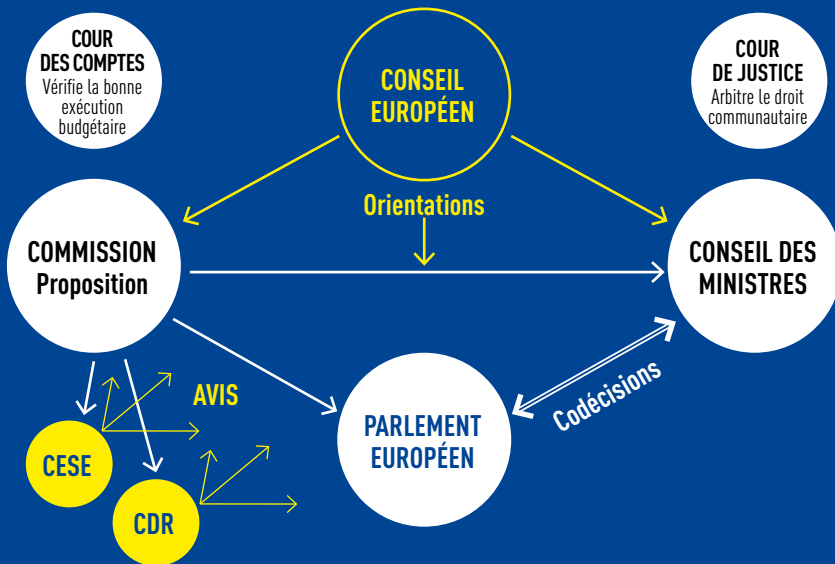 COUR
DES COMPTES
Vérifie la bonne
exécution
budgétaire
CONSEIL
EUROPÉEN
COUR
DE JUSTICE
Arbitre le droit
communautaire
Orientations
COMMISSION
Proposition
CONSEIL DES
MINISTRES
AVIS
Codécisions
PARLEMENT
EUROPÉEN
CESE
CDR